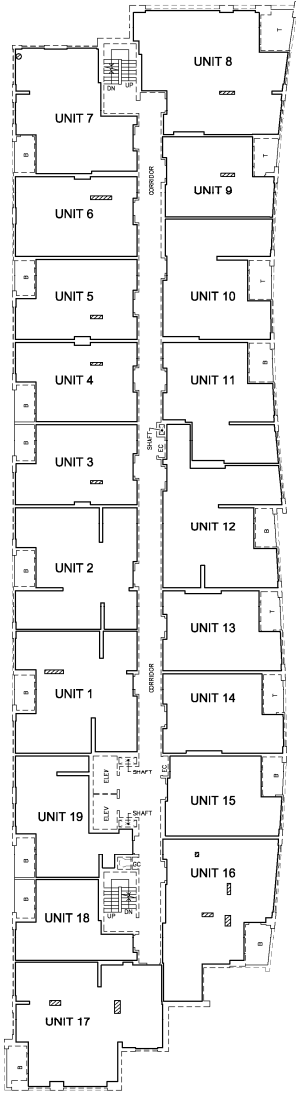 T
UNIT 8
DN UP
UNIT 7
B
T
CORRIDOR
UNIT 9
UNIT 6
T
B
UNIT 5
UNIT 10
B
UNIT 4
UNIT 11
B
SHAFT
EC
B
UNIT 3
B
UNIT 12
UNIT 2
B
T
UNIT 13
CORRIDOR
UNIT 1
B
UNIT 14
T
EC
ELEV
SHAFT
B
UNIT 15
ELEV
SHAFT
UNIT 19
B
UNIT 16
B
UP DN
UNIT 18
B
UNIT 17
B